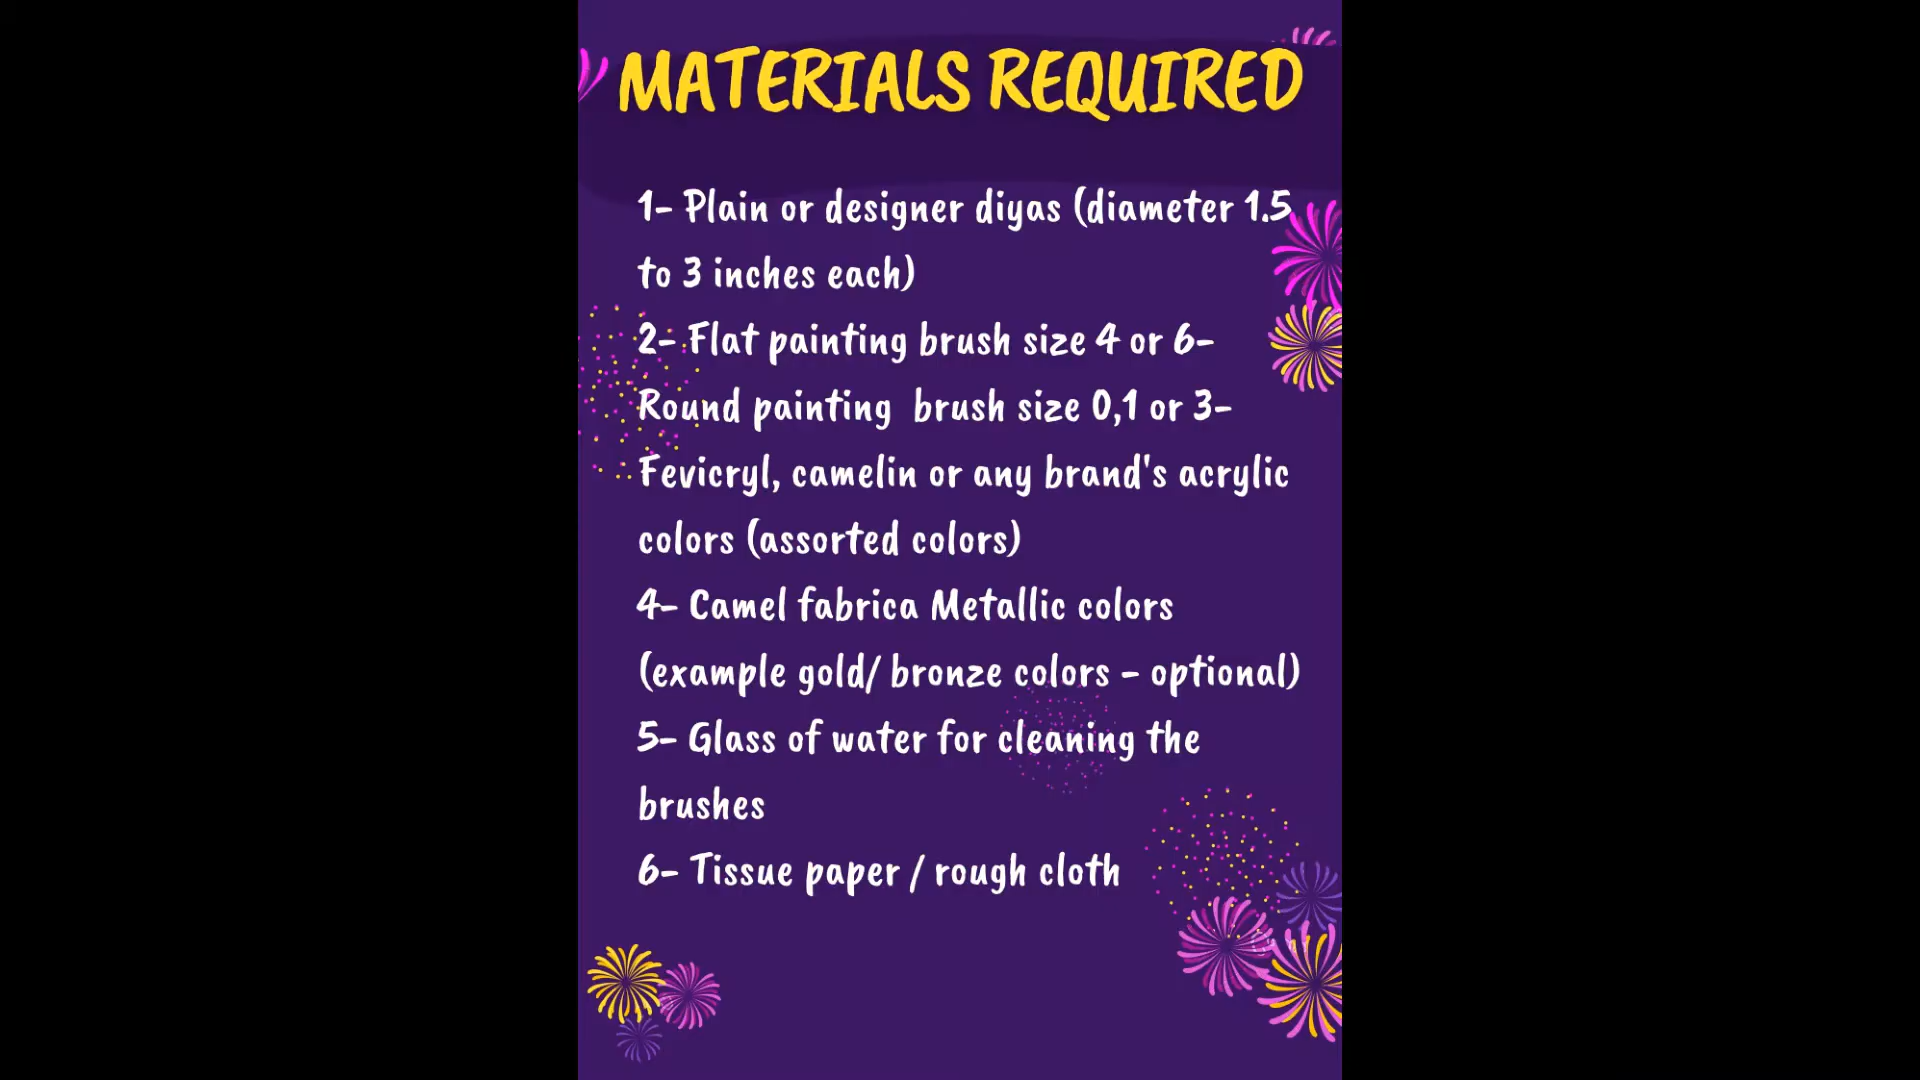 MATERIALS REQUIRED
1- Plain or designer diyas (diameter 1.5
to 3 inches each)
2- Flat painting brush size 4 or 6-
Round painting  brush size 0,1 or 3-
Fevicryl, camelin or any brand's acrylic
colors (assorted colors)
4- Camel fabrica Metallic colors
(example gold/ bronze colors - optional)
5- Glass of water for cleaning the
brushes
6- Tissue paper / rough cloth